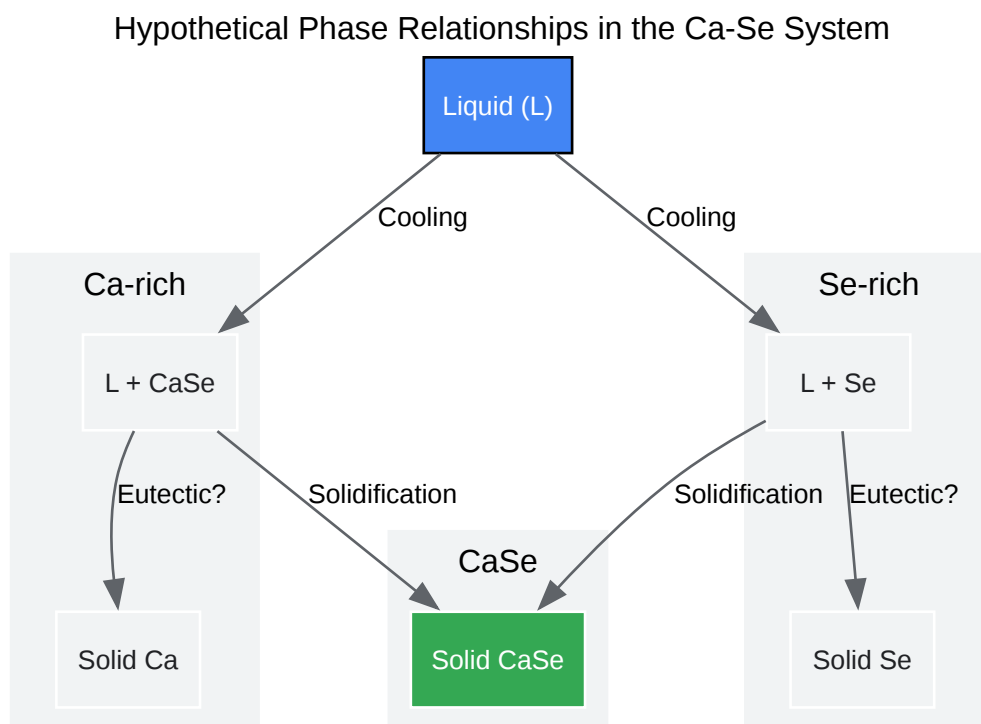 Hypothetical Phase Relationships in the Ca-Se System
Liquid (L)
Cooling
Cooling
Ca-rich
Se-rich
L + CaSe
L + Se
Eutectic?
Solidification
Solidification
Eutectic?
CaSe
Solid Ca
Solid CaSe
Solid Se